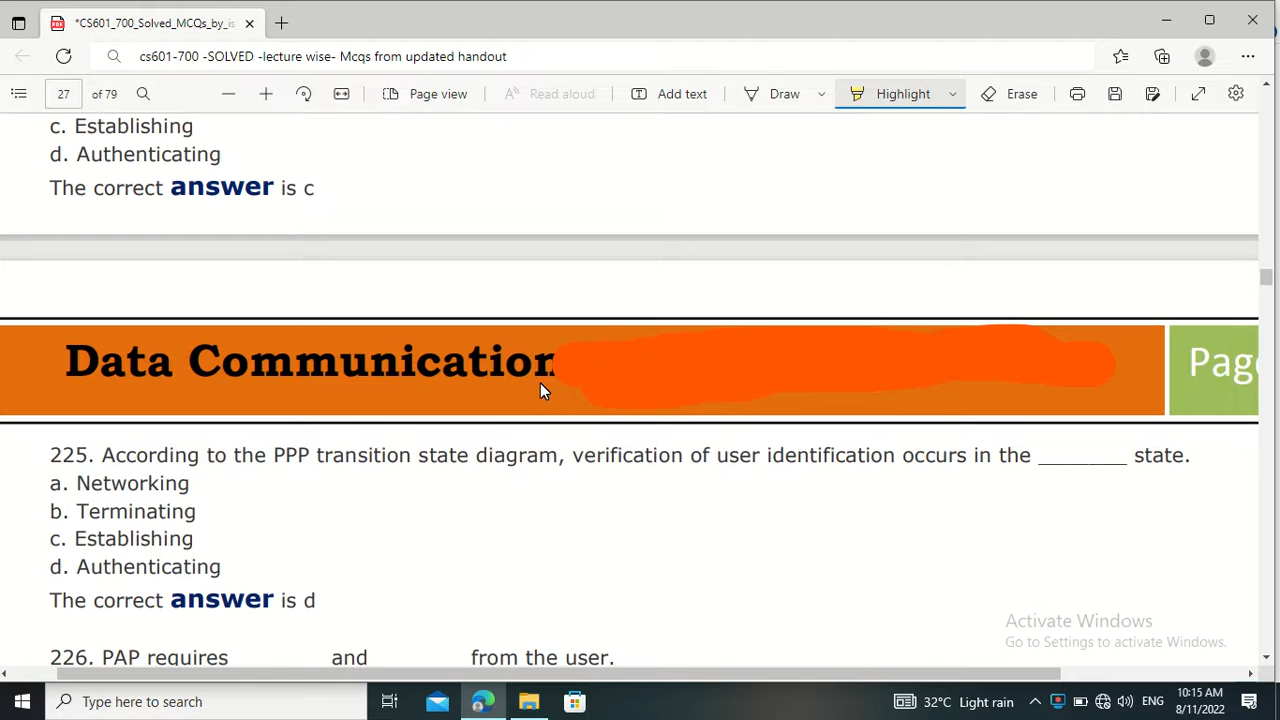 *CS601_700_Solved_MCQs_by_is
cs601-700 -SOLVED -lecture wise- Mcqs from updated handout
27 of 79 Page view Read aloud Add text Draw Highlight Erase
c. Establishing
d. Authenticating
The correct answer is c
Data Communication Page
225. According to the PPP transition state diagram, verification of user identification occurs in the ________ state.
a. Networking
b. Terminating
c. Establishing
d. Authenticating
The correct answer is d
Activate Windows
Go to Settings to activate Windows.
226. PAP requires ________ and ________ from the user.
Type here to search 32°C Light rain ENG 10:15 AM
8/11/2022